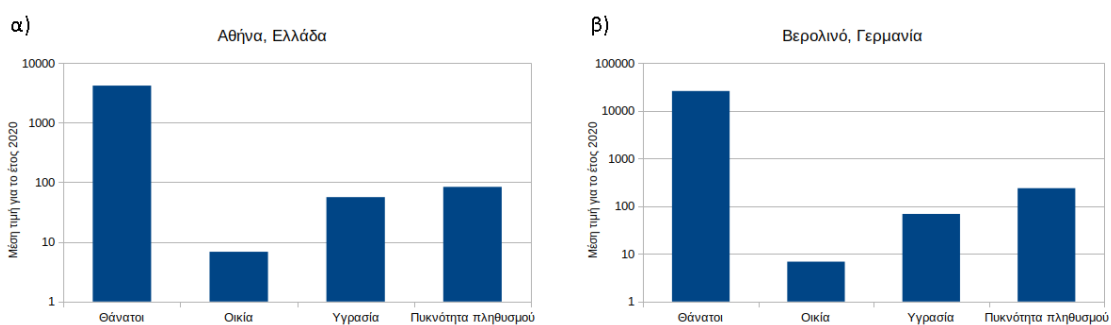 α)
Αθήνα, Ελλάδα
Μέση τιμή για το έτος 2020
10000
1000
100
10
1
Θάνατοι Οικία Υγρασία Πυκνότητα πληθυσμού
β)
Βερολινό, Γερμανία
Μέση τιμή για το έτος 2020
100000
10000
1000
100
10
1
Θάνατοι Οικία Υγρασία Πυκνότητα πληθυσμού